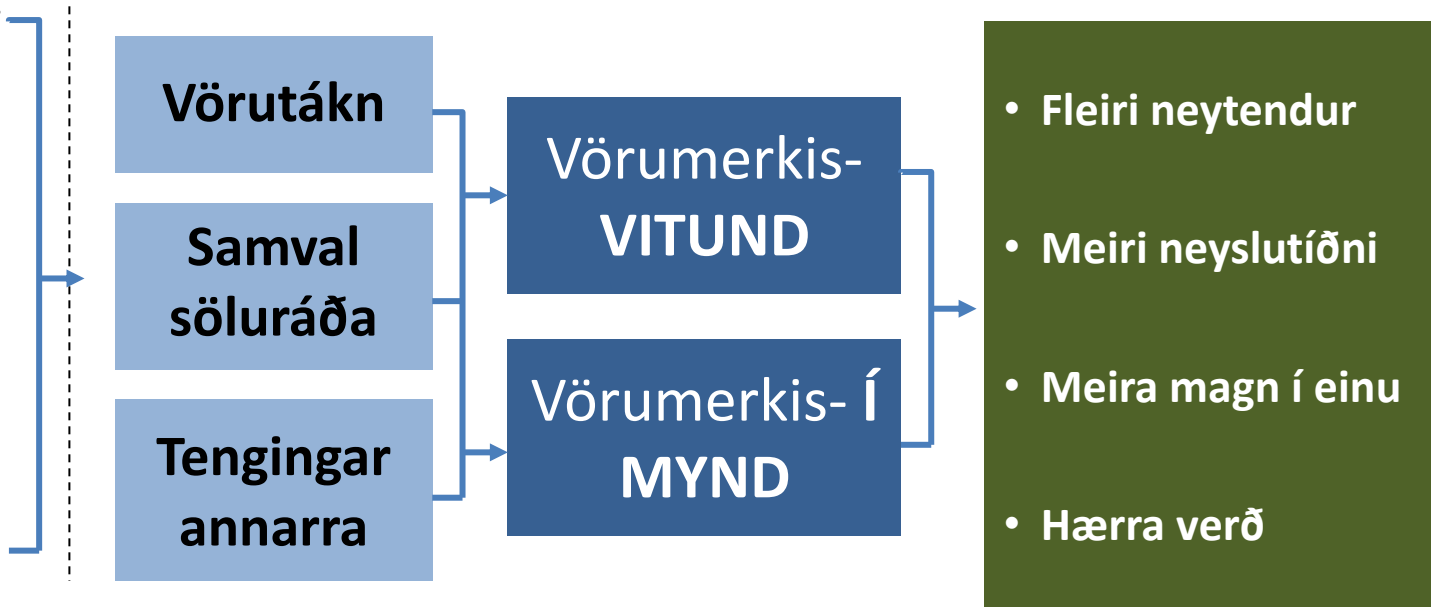 Vörutákn
Samval
söluráða
Tengingar
annarra
Vörumerkis-
VITUND
Vörumerkis- Í
MYND
• Fleiri neytendur
• Meiri neyslutíðni
• Meira magn í einu
• Hærra verð